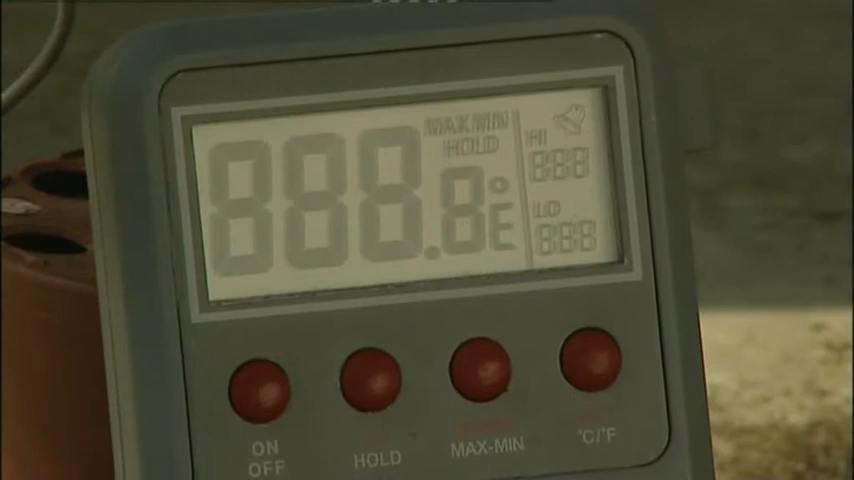 MAX MIN
HOLD
HI
888
888.8°E
LO
888
ON
OFF
HOLD
MAX-MIN
°C/°F